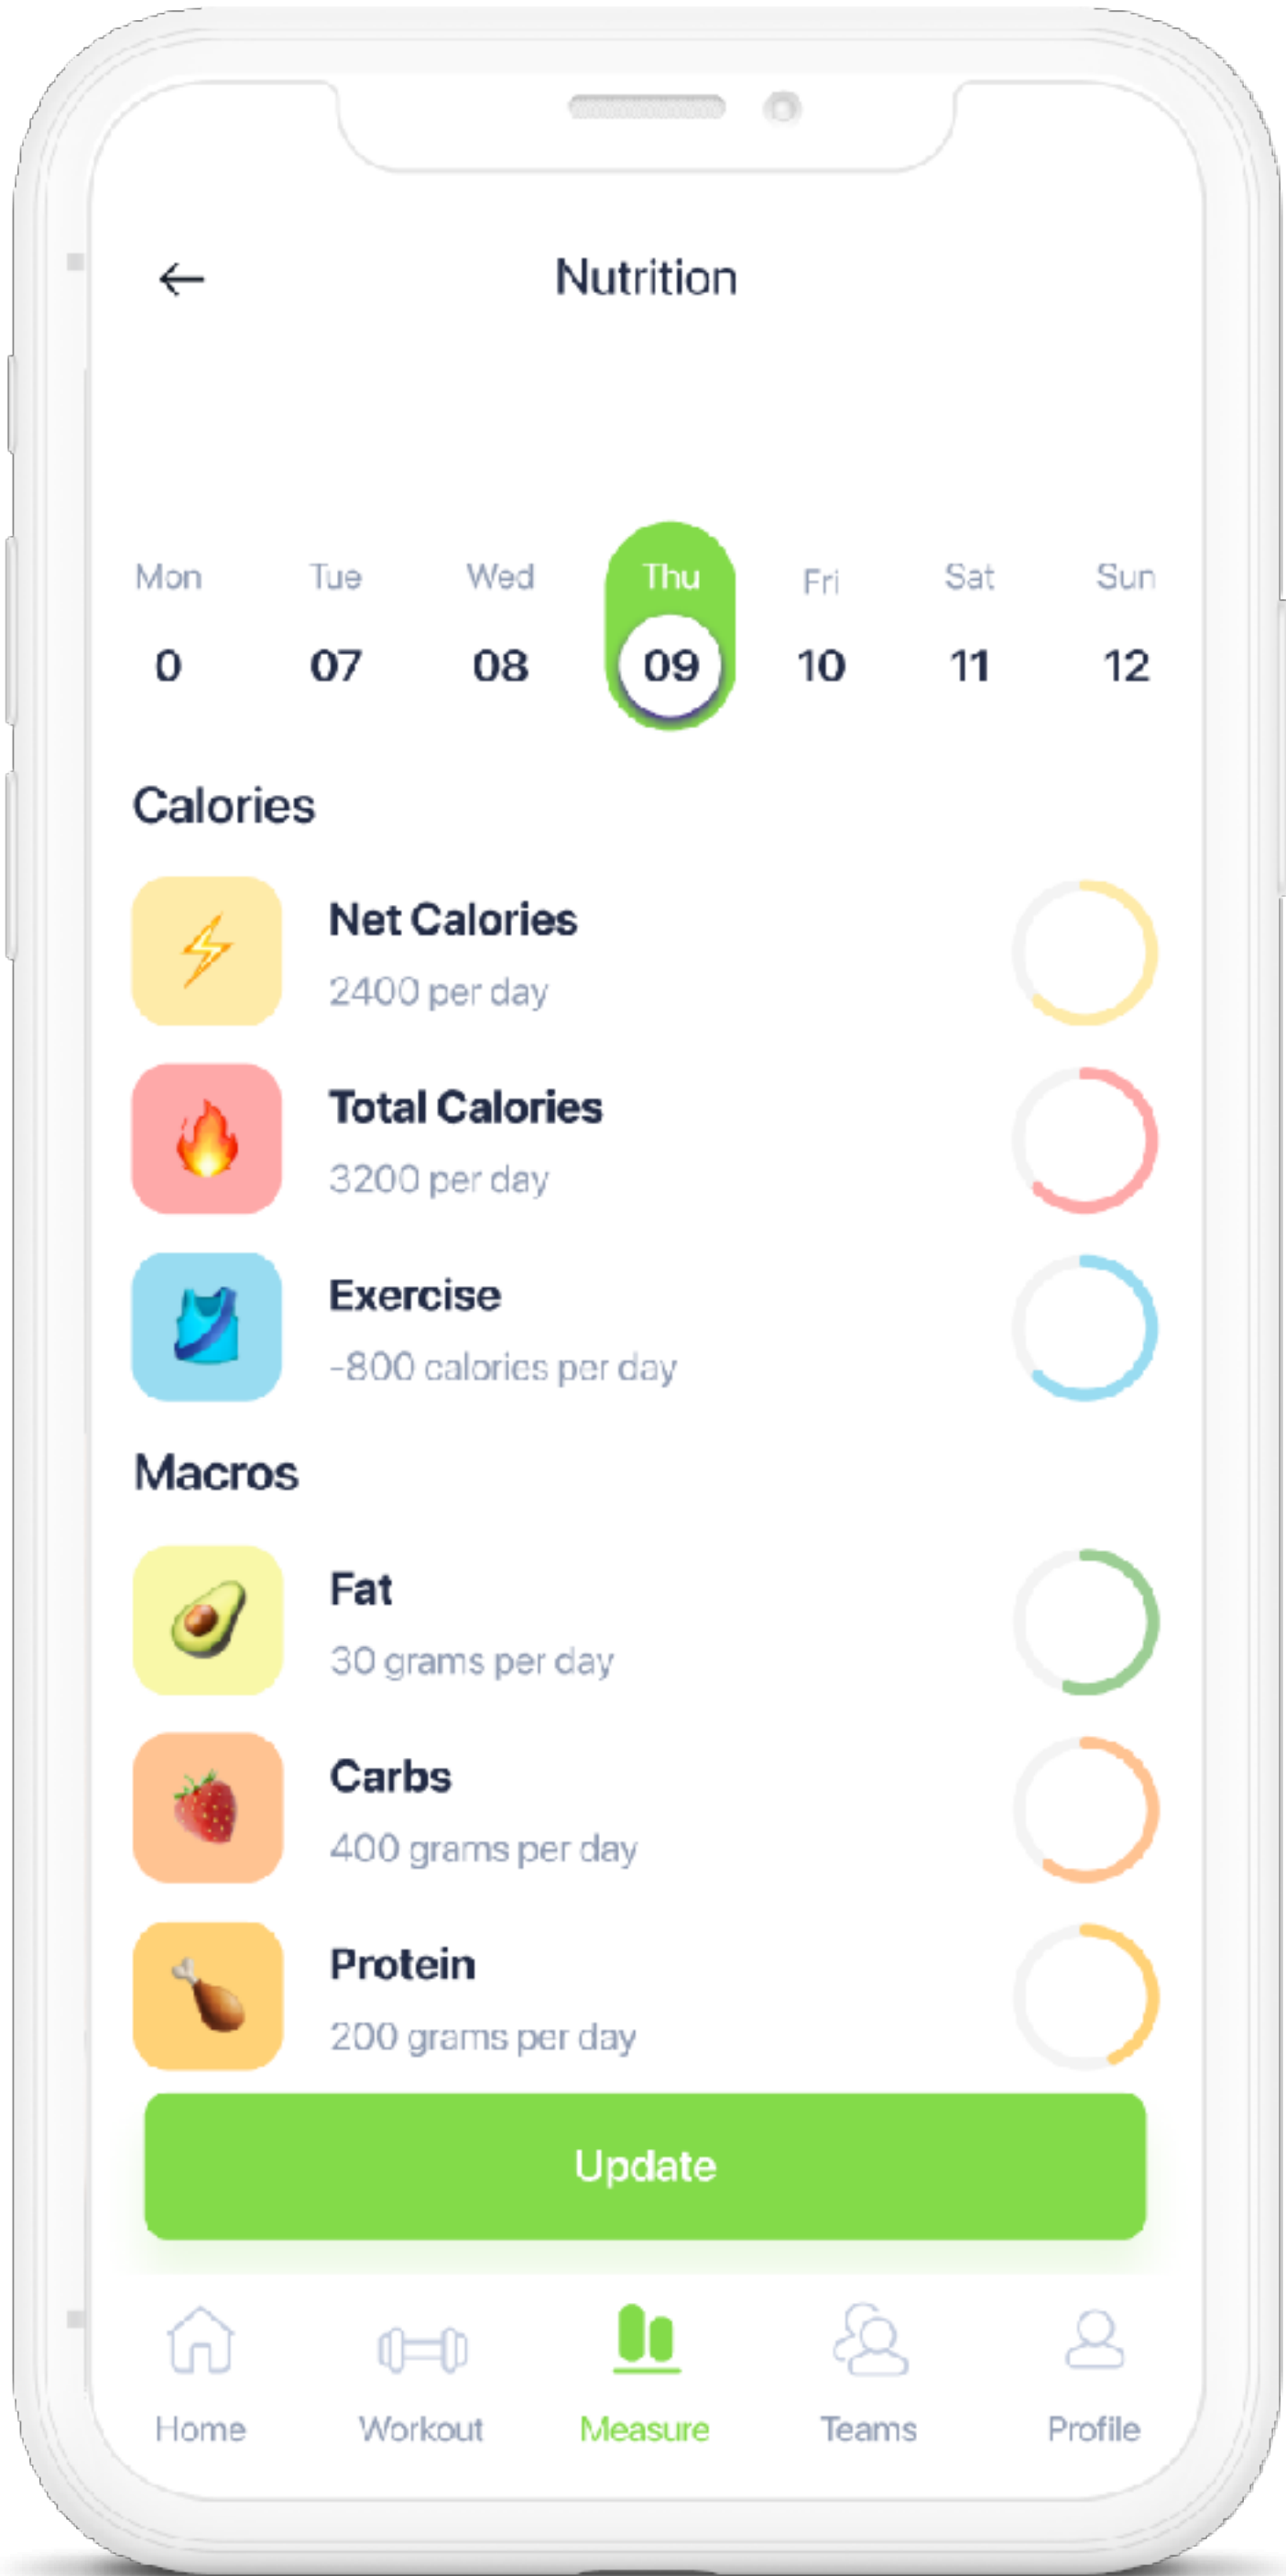 Nutrition
Mon Tue Wed Thu Fri Sat Sun
0 07 08 09 10 11 12
Calories
Net Calories
2400 per day
Total Calories
3200 per day
Exercise
-800 calories per day
Macros
Fat
30 grams per day
Carbs
400 grams per day
Protein
200 grams per day
Update
Home Workout Measure Teams Profile